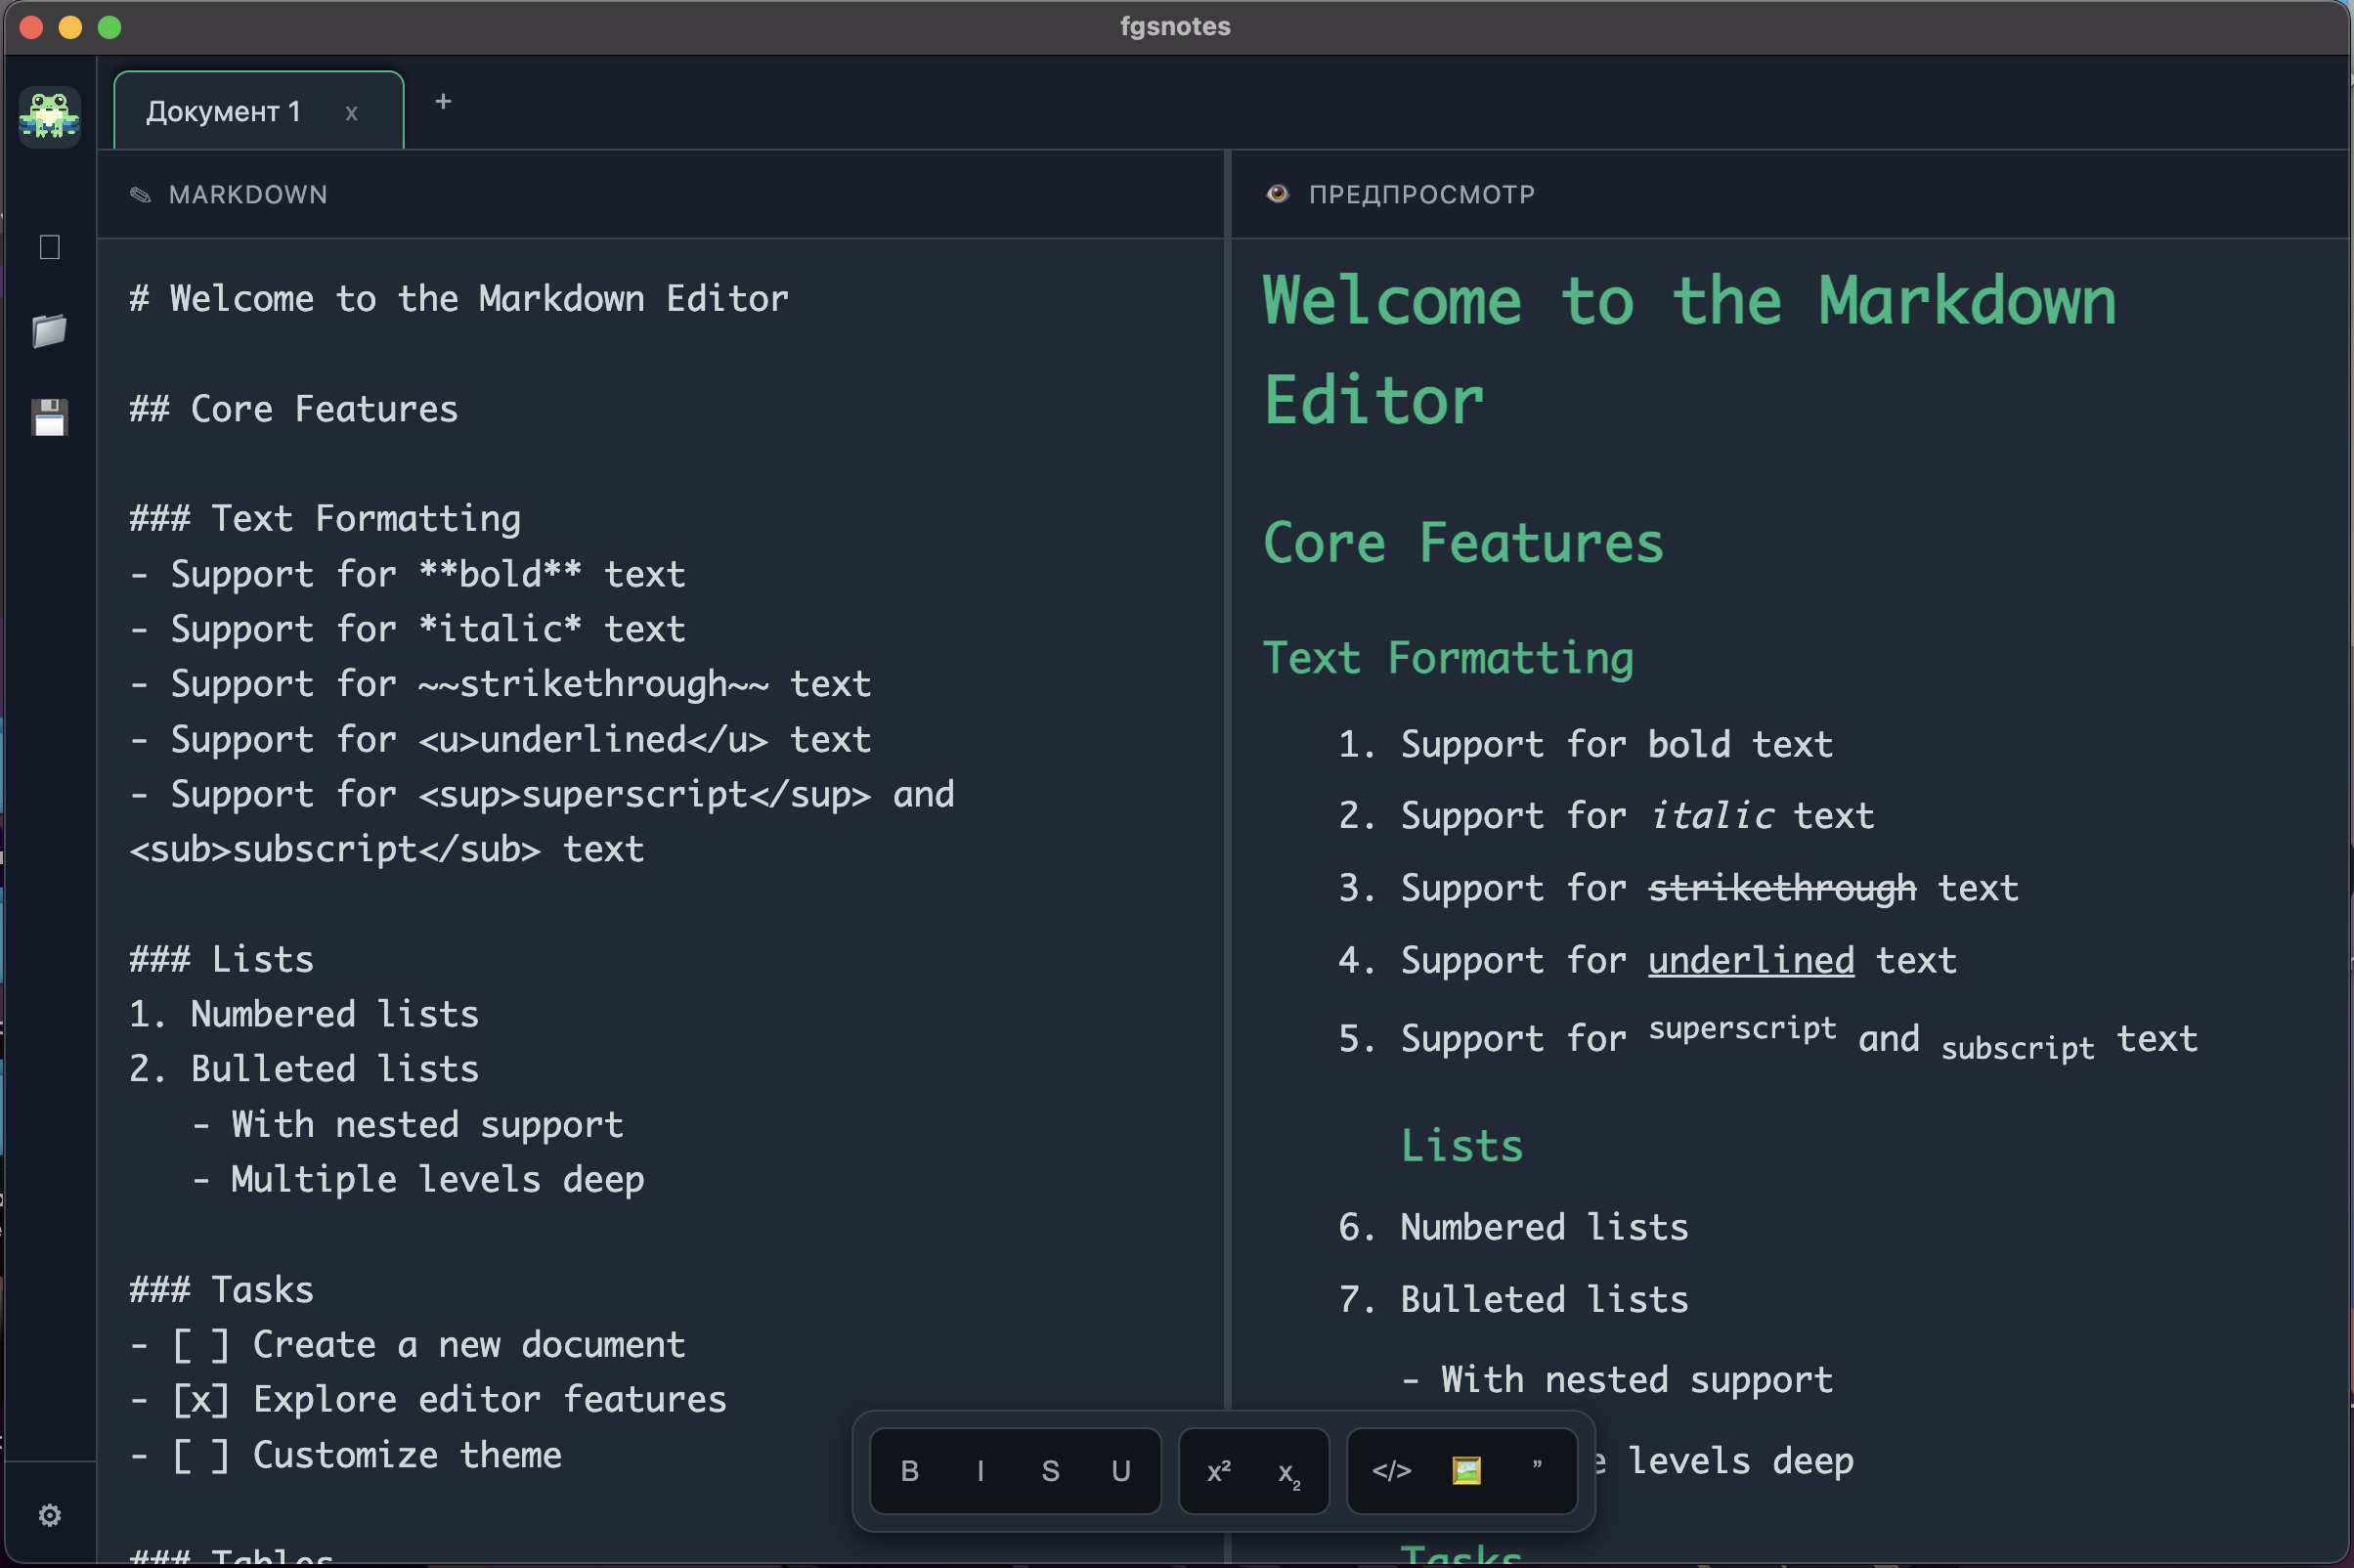 fgsnotes
Документ 1 x +
MARKDOWN
# Welcome to the Markdown Editor
## Core Features
### Text Formatting
- Support for **bold** text
- Support for *italic* text
- Support for ~~strikethrough~~ text
- Support for <u>underlined</u> text
- Support for <sup>superscript</sup> and
<sub>subscript</sub> text
### Lists
1. Numbered lists
2. Bulleted lists
- With nested support
- Multiple levels deep
### Tasks
- [ ] Create a new document
- [x] Explore editor features
- [ ] Customize theme
### Tables
ПРЕДПРОСМОТР
Welcome to the Markdown
Editor
Core Features
Text Formatting
1. Support for bold text
2. Support for italic text
3. Support for strikethrough text
4. Support for underlined text
5. Support for superscript and subscript text
Lists
6. Numbered lists
7. Bulleted lists
- With nested support
levels deep
Tasks
B I S U x² x₂ </> ”